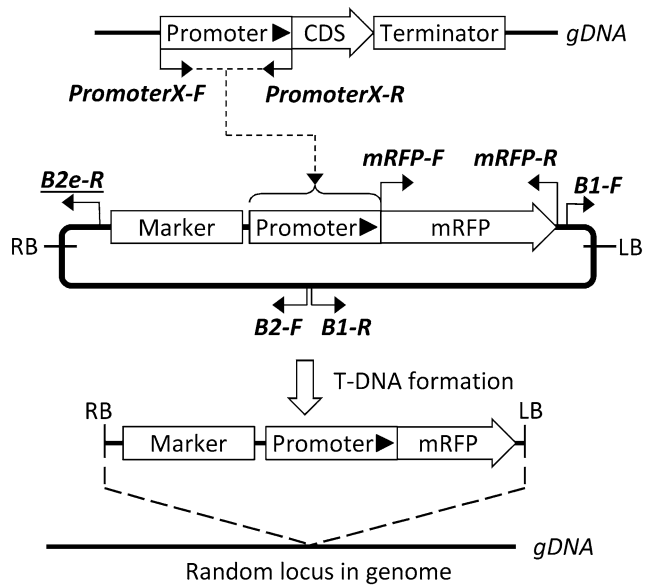 Promoter CDS Terminator gDNA
PromoterX-F PromoterX-R
mRFP-F mRFP-R
B2e-R B1-F
Marker Promoter mRFP
RB LB
B2-F B1-R
T-DNA formation
RB LB
Marker Promoter mRFP
gDNA
Random locus in genome